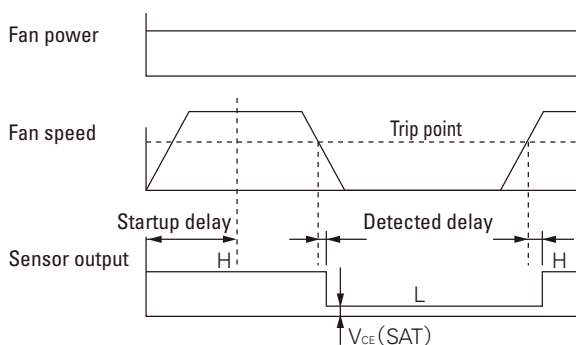 Fan power
Fan speed
Trip point
Startup delay
Detected delay
Sensor output
H
H
L
VCE(SAT)